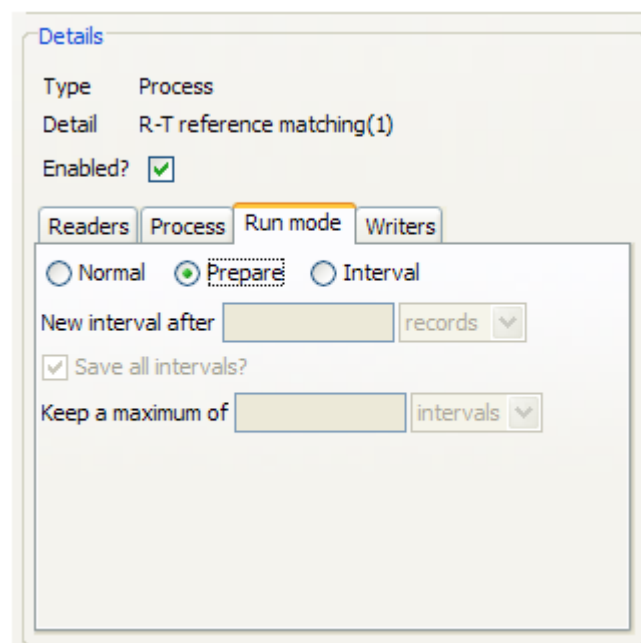 Details
Type Process
Detail R-T reference matching(1)
Enabled?
Readers Process Run mode Writers
Normal Prepare Interval
New interval after records
Save all intervals?
Keep a maximum of intervals